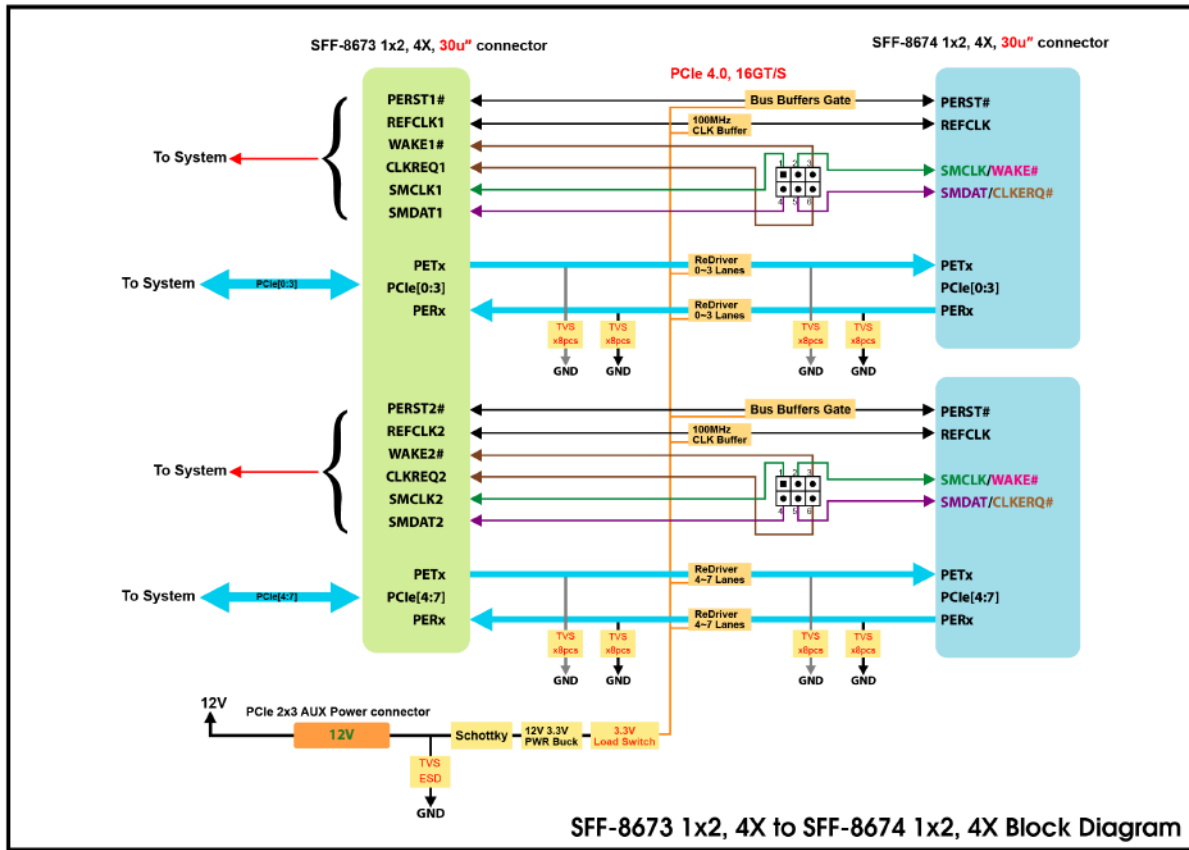 SFF-8673 1x2, 4X, 30u" connector
SFF-8674 1x2, 4X, 30u" connector
PCIe 4.0, 16GT/S
To System
PERST1#
REFCLK1
WAKE1#
CLKREQ1
SMCLK1
SMDAT1
Bus Buffers Gate
100MHz
CLK Buffer
1 2 3
4 5 6
PERST#
REFCLK
SMCLK/WAKE#
SMDAT/CLKERQ#
To System
PCIe[0:3]
PETx
PCIe[0:3]
PERx
ReDriver
0~3 Lanes
ReDriver
0~3 Lanes
PETx
PCIe[0:3]
PERx
TVS
x8pcs
GND
TVS
x8pcs
GND
TVS
x8pcs
GND
TVS
x8pcs
GND
To System
PERST2#
REFCLK2
WAKE2#
CLKREQ2
SMCLK2
SMDAT2
Bus Buffers Gate
100MHz
CLK Buffer
1 2 3
4 5 6
PERST#
REFCLK
SMCLK/WAKE#
SMDAT/CLKERQ#
To System
PCIe[4:7]
PETx
PCIe[4:7]
PERx
ReDriver
4~7 Lanes
ReDriver
4~7 Lanes
PETx
PCIe[4:7]
PERx
TVS
x8pcs
GND
TVS
x8pcs
GND
TVS
x8pcs
GND
TVS
x8pcs
GND
12V
PCIe 2x3 AUX Power connector
12V
Schottky
12V 3.3V
PWR Buck
3.3V
Load Switch
TVS
ESD
GND
SFF-8673 1x2, 4X to SFF-8674 1x2, 4X Block Diagram